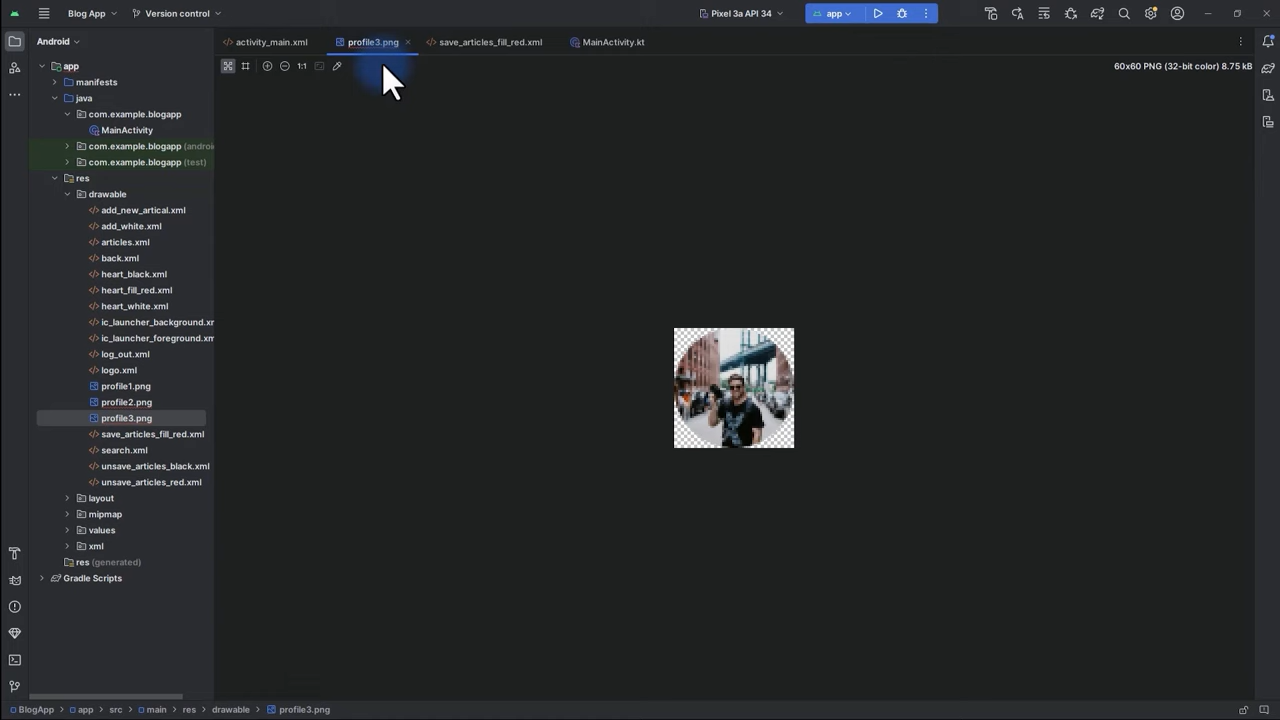 Blog App
Version control
Pixel 3a API 34
app
Android
activity_main.xml
profile3.png
save_articles_fill_red.xml
MainActivity.kt
1:1
60x60 PNG (32-bit color) 8.75 kB
app
manifests
java
com.example.blogapp
MainActivity
com.example.blogapp (androi
com.example.blogapp (test)
res
drawable
add_new_artical.xml
add_white.xml
articles.xml
back.xml
heart_black.xml
heart_fill_red.xml
heart_white.xml
ic_launcher_background.xm
ic_launcher_foreground.xm
log_out.xml
logo.xml
profile1.png
profile2.png
profile3.png
save_articles_fill_red.xml
search.xml
unsave_articles_black.xml
unsave_articles_red.xml
layout
mipmap
values
xml
res (generated)
Gradle Scripts
BlogApp > app > src > main > res > drawable > profile3.png